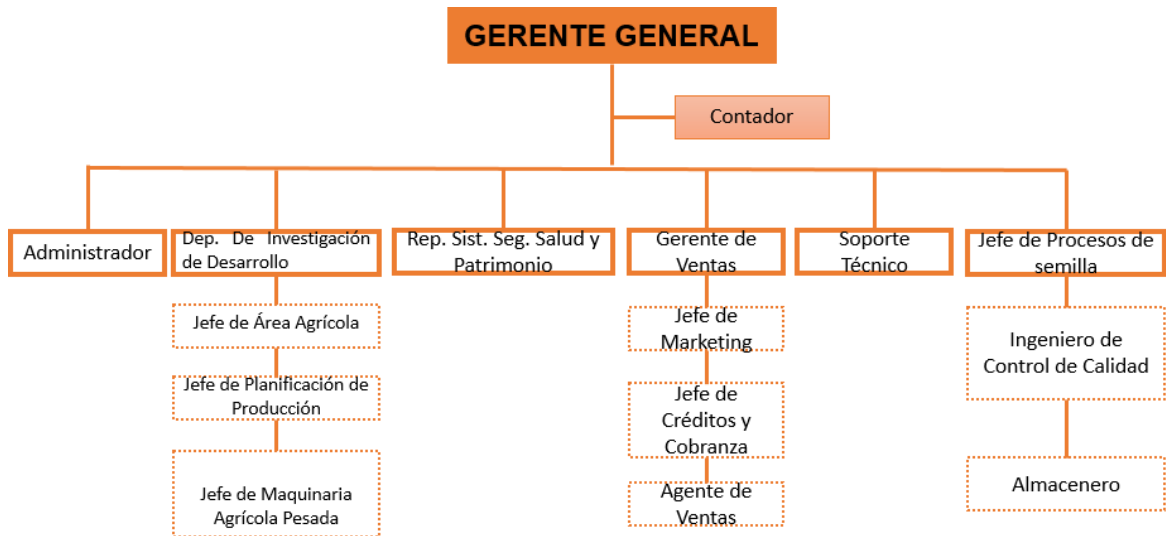 GERENTE GENERAL
Contador
Administrador
Dep. De Investigación
de Desarrollo
Rep. Sist. Seg. Salud y
Patrimonio
Gerente de
Ventas
Soporte
Técnico
Jefe de Procesos de
semilla
Jefe de Área Agrícola
Jefe de Planificación de
Producción
Jefe de Maquinaria
Agrícola Pesada
Jefe de
Marketing
Jefe de
Créditos y
Cobranza
Agente de
Ventas
Ingeniero de
Control de Calidad
Almacenero